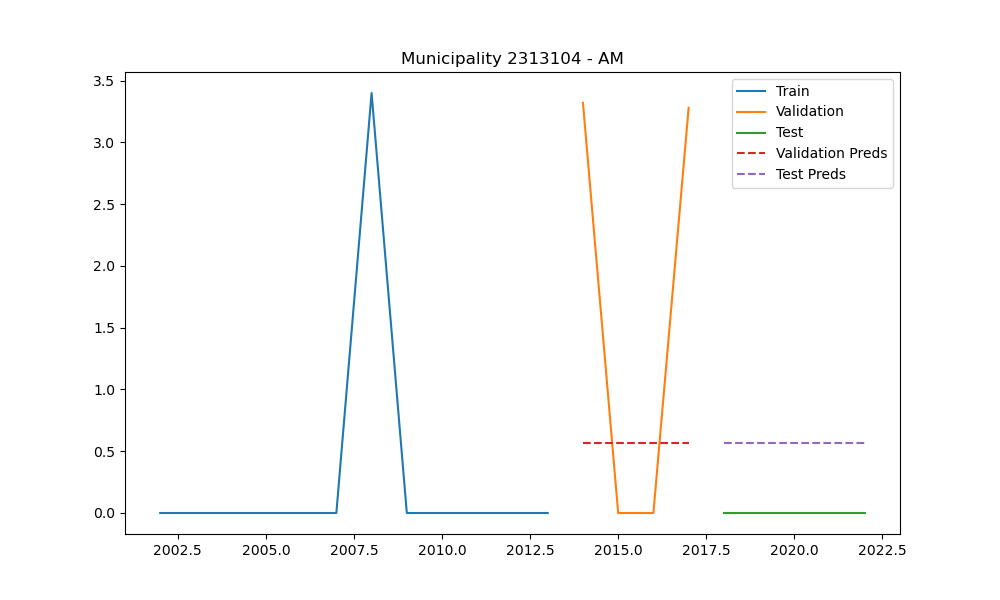 Municipality 2313104 - AM
3.5
3.0
2.5
2.0
1.5
1.0
0.5
0.0
Train
Validation
Test
Validation Preds
Test Preds
2002.5 2005.0 2007.5 2010.0 2012.5 2015.0 2017.5 2020.0 2022.5